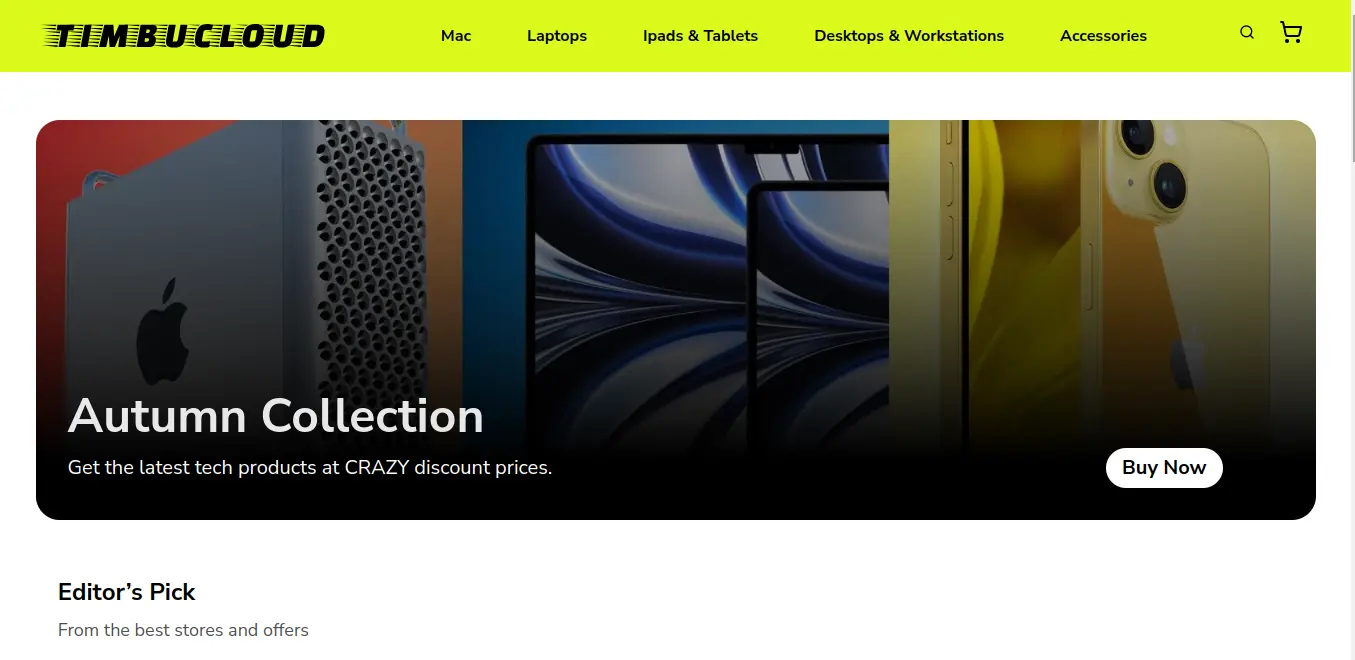 TIMBUCLOUD
Mac Laptops Ipads & Tablets Desktops & Workstations Accessories
Autumn Collection
Get the latest tech products at CRAZY discount prices.
Buy Now
Editor’s Pick
From the best stores and offers